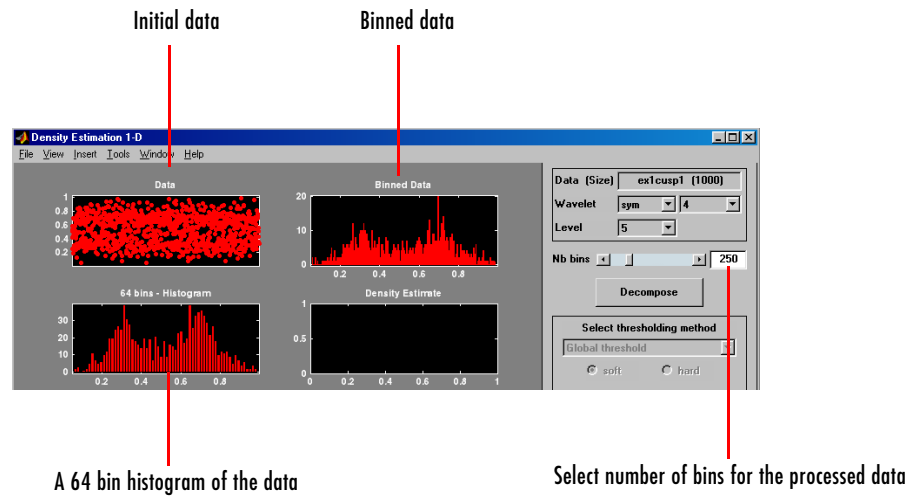 Initial data
Binned data
Density Estimation 1-D
File View Insert Tools Window Help
Data
1
0.8
0.6
0.4
0.2
Binned Data
20
10
0
0.2 0.4 0.6 0.8
64 bins - Histogram
30
20
10
0
0.2 0.4 0.6 0.8
Density Estimate
1
0.5
0
0 0.2 0.4 0.6 0.8 1
Data (Size) ex1cusp1 (1000)
Wavelet sym 4
Level 5
Nb bins 250
Decompose
Select thresholding method
Global threshold
soft hard
A 64 bin histogram of the data
Select number of bins for the processed data